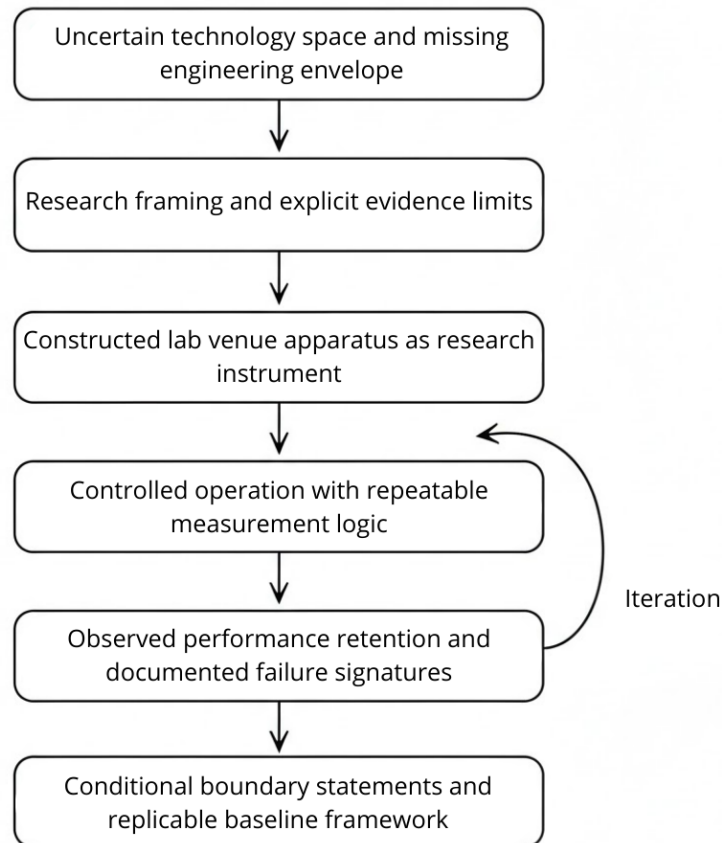 Uncertain technology space and missing
engineering envelope
Research framing and explicit evidence limits
Constructed lab venue apparatus as research
instrument
Controlled operation with repeatable
measurement logic
Iteration
Observed performance retention and
documented failure signatures
Conditional boundary statements and
replicable baseline framework